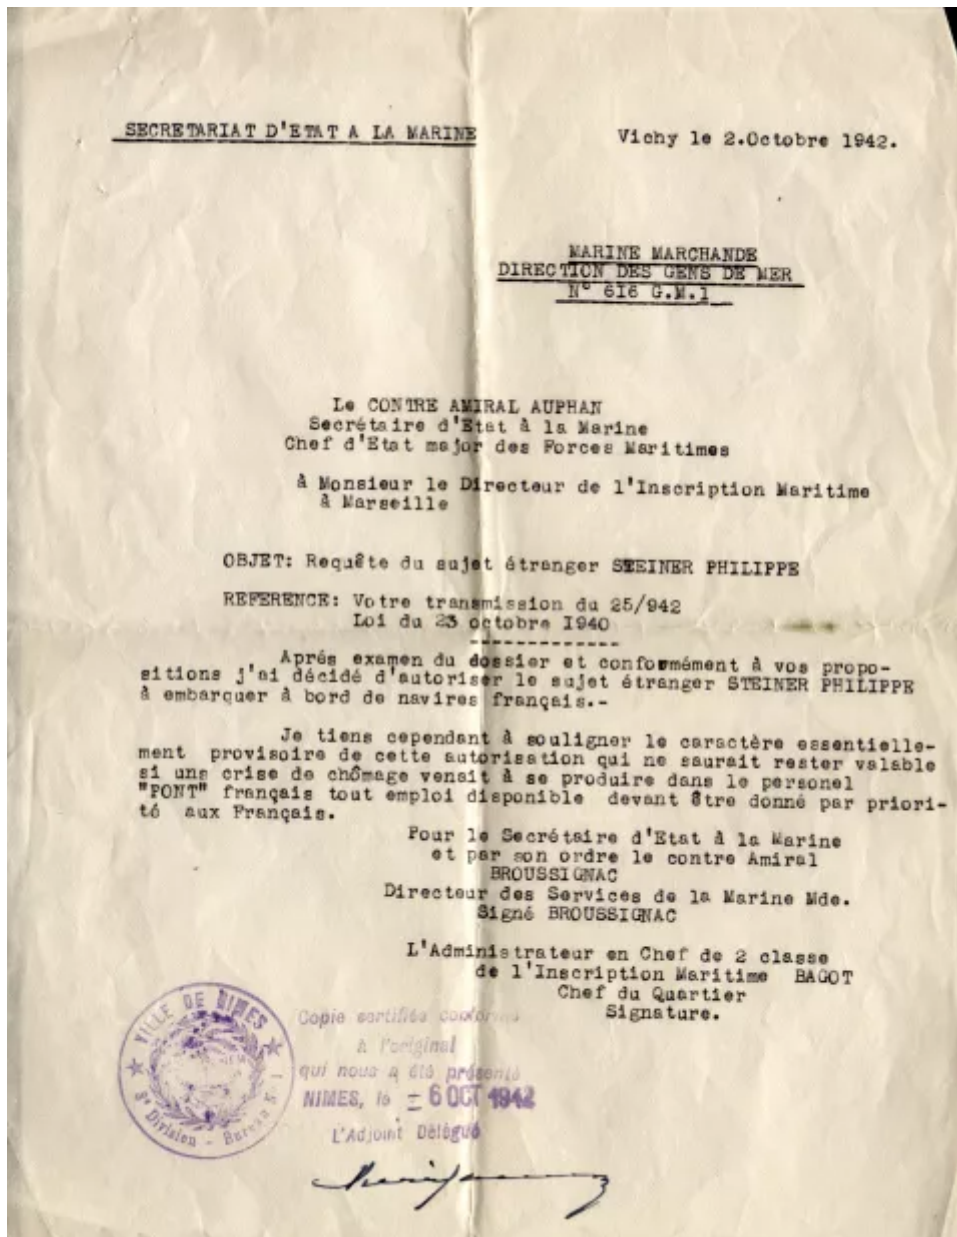 SECRETARIAT D'ETAT A LA MARINE
Vichy le 2.Octobre 1942.
MARINE MARCHANDE
DIRECTION DES GENS DE MER
N° 6I6 G.M.1
Le CONTRE AMIRAL AUPHAN
Secrétaire d'Etat à la Marine
Chef d'Etat major des Forces Maritimes
à Monsieur le Directeur de l'Inscription Maritime
à Marseille
OBJET: Requête du sujet étranger STEINER PHILIPPE
REFERENCE: Votre transmission du 25/942
Loi du 23 octobre I940
-------------
Aprés examen du dossier et conformément à vos propo-
sitions j'ai décidé d'autoriser le sujet étranger STEINER PHILIPPE
à embarquer à bord de navires français.-
Je tiens cependant à souligner le caractère essentielle-
ment provisoire de cette autorisation qui ne saurait rester valable
si une crise de chômage venait à se produire dans le personel
"PONT" français tout emploi disponible devant être donné par priori-
té aux Français.
Pour le Secrétaire d'Etat à la Marine
et par son ordre le contre Amiral
BROUSSIGNAC
Directeur des Services de la Marine Mde.
Signé BROUSSIGNAC
L'Administrateur en Chef de 2 classe
de l'Inscription Maritime BAGOT
Chef du Quartier
Signature.
VILLE DE NIMES
5e Division - Bureau
Copie certifiée conforme
à l'original
qui nous a été présenté
NIMES, le - 6 OCT 1942
L'Adjoint Délégué